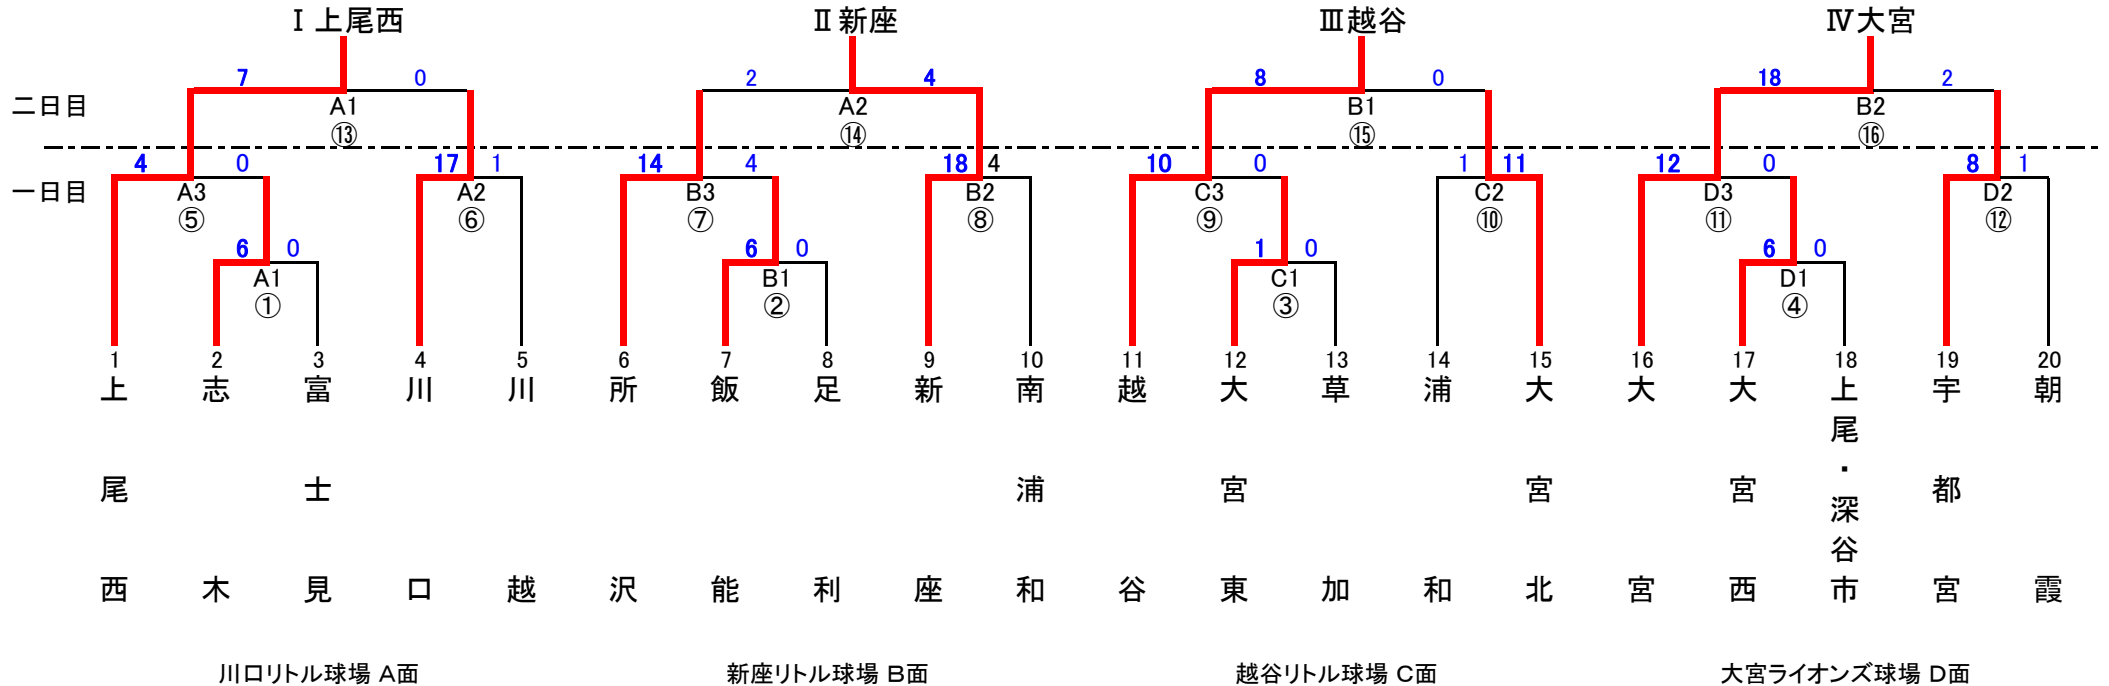 Ⅰ 上尾西 Ⅱ 新座 Ⅲ越谷 Ⅳ大宮
7 0 2 4 8 0 18 2
二日目 A1 A2 B1 B2
⑬ ⑭ ⑮ ⑯
4 0 17 1 14 4 18 4 10 0 1 11 12 0 8 1
一日目 A3 A2 B3 B2 C3 C2 D3 D2
⑤ ⑥ ⑦ ⑧ ⑨ ⑩ ⑪ ⑫
6 0 6 0 1 0 6 0
A1 B1 C1 D1
① ② ③ ④
1 2 3 4 5 6 7 8 9 10 11 12 13 14 15 16 17 18 19 20
上尾西
志木
富士見
川口
川越
所沢
飯能
足利
新座
南浦和
越谷
大宮東
草加
浦和
大宮北
大宮
大宮西
上尾・深谷市
宇都宮
朝霞
川口リトル球場 A面 新座リトル球場 B面 越谷リトル球場 C面 大宮ライオンズ球場 D面